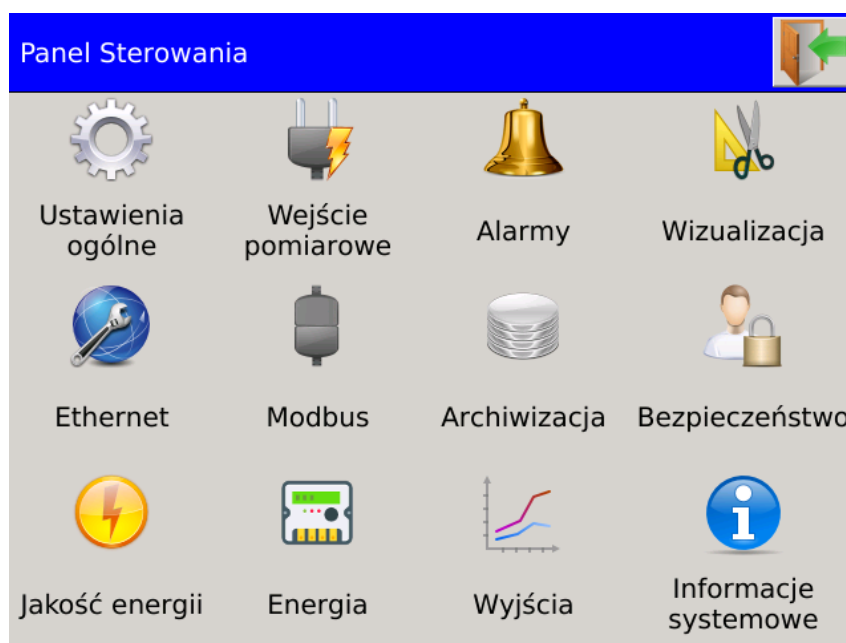 Panel Sterowania
Ustawienia
ogólne
Wejście
pomiarowe
Alarmy
Wizualizacja
Ethernet
Modbus
Archiwizacja
Bezpieczeństwo
Jakość energii
Energia
Wyjścia
Informacje
systemowe